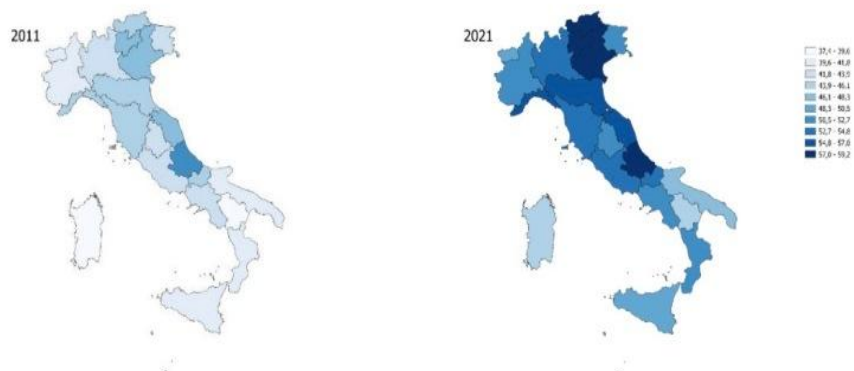 2011
2021
37,4 - 39,6
39,6 - 41,8
41,8 - 43,9
43,9 - 46,1
46,1 - 48,3
48,3 - 50,5
50,5 - 52,7
52,7 - 54,8
54,8 - 57,0
57,0 - 59,2